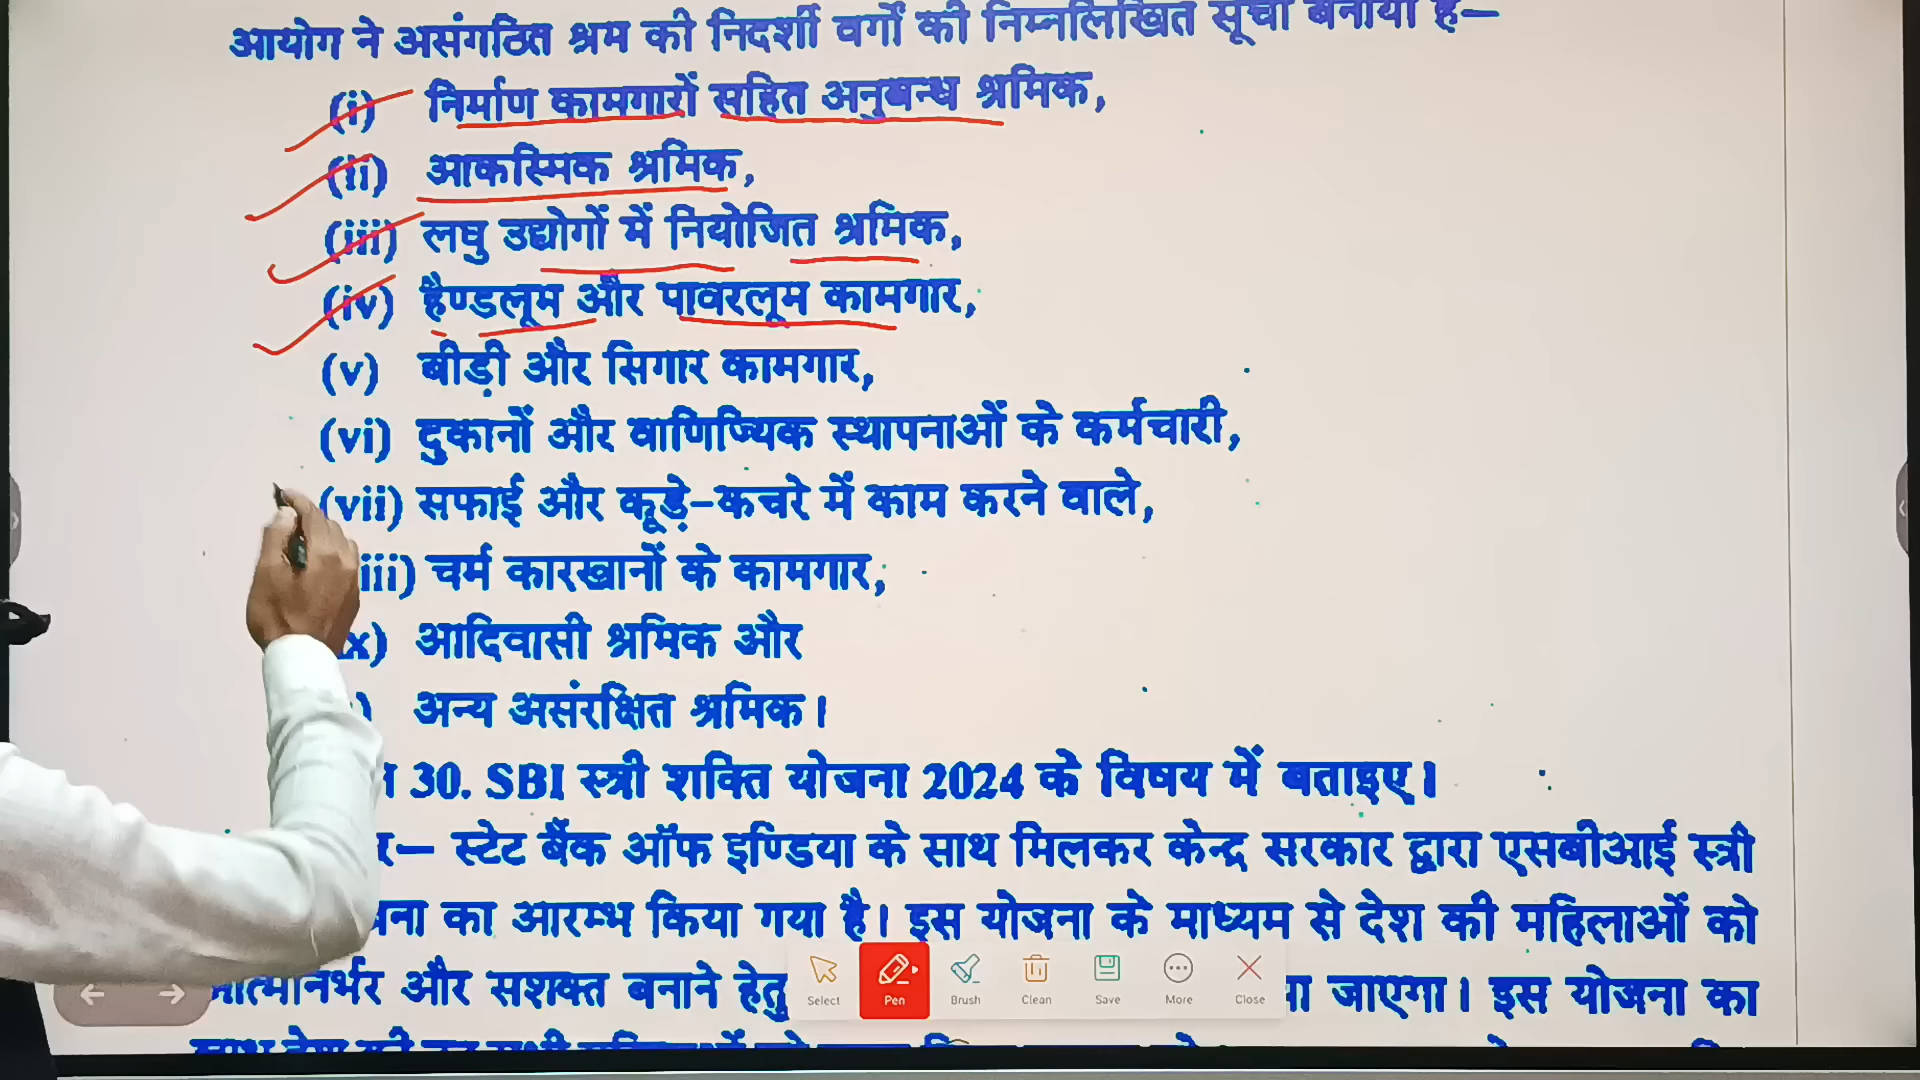 आयोग ने असंगठित श्रम की निदर्शी वर्गों की निम्नलिखित सूची बनायी है—
(i) निर्माण कामगारों सहित अनुबन्ध श्रमिक,
(ii) आकस्मिक श्रमिक,
(iii) लघु उद्योगों में नियोजित श्रमिक,
(iv) हैण्डलूम और पावरलूम कामगार,
(v) बीड़ी और सिगार कामगार,
(vi) दुकानों और वाणिज्यिक स्थापनाओं के कर्मचारी,
(vii) सफाई और कूड़े-कचरे में काम करने वाले,
iii) चर्म कारखानों के कामगार,
x) आदिवासी श्रमिक और
) अन्य असंरक्षित श्रमिक।
न 30. SBI स्त्री शक्ति योजना 2024 के विषय में बताइए।
र— स्टेट बैंक ऑफ इण्डिया के साथ मिलकर केन्द्र सरकार द्वारा एसबीआई स्त्री
जना का आरम्भ किया गया है। इस योजना के माध्यम से देश की महिलाओं को
आत्मनिर्भर और सशक्त बनाने हेतु जाएगा। इस योजना का
Select Pen Brush Clean Save More Close